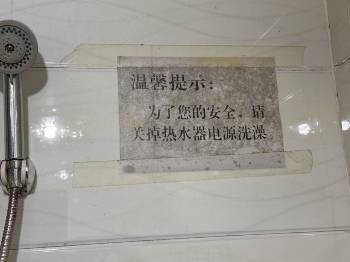 温馨提示:
为了您的安全，请
关掉热水器电源洗澡。